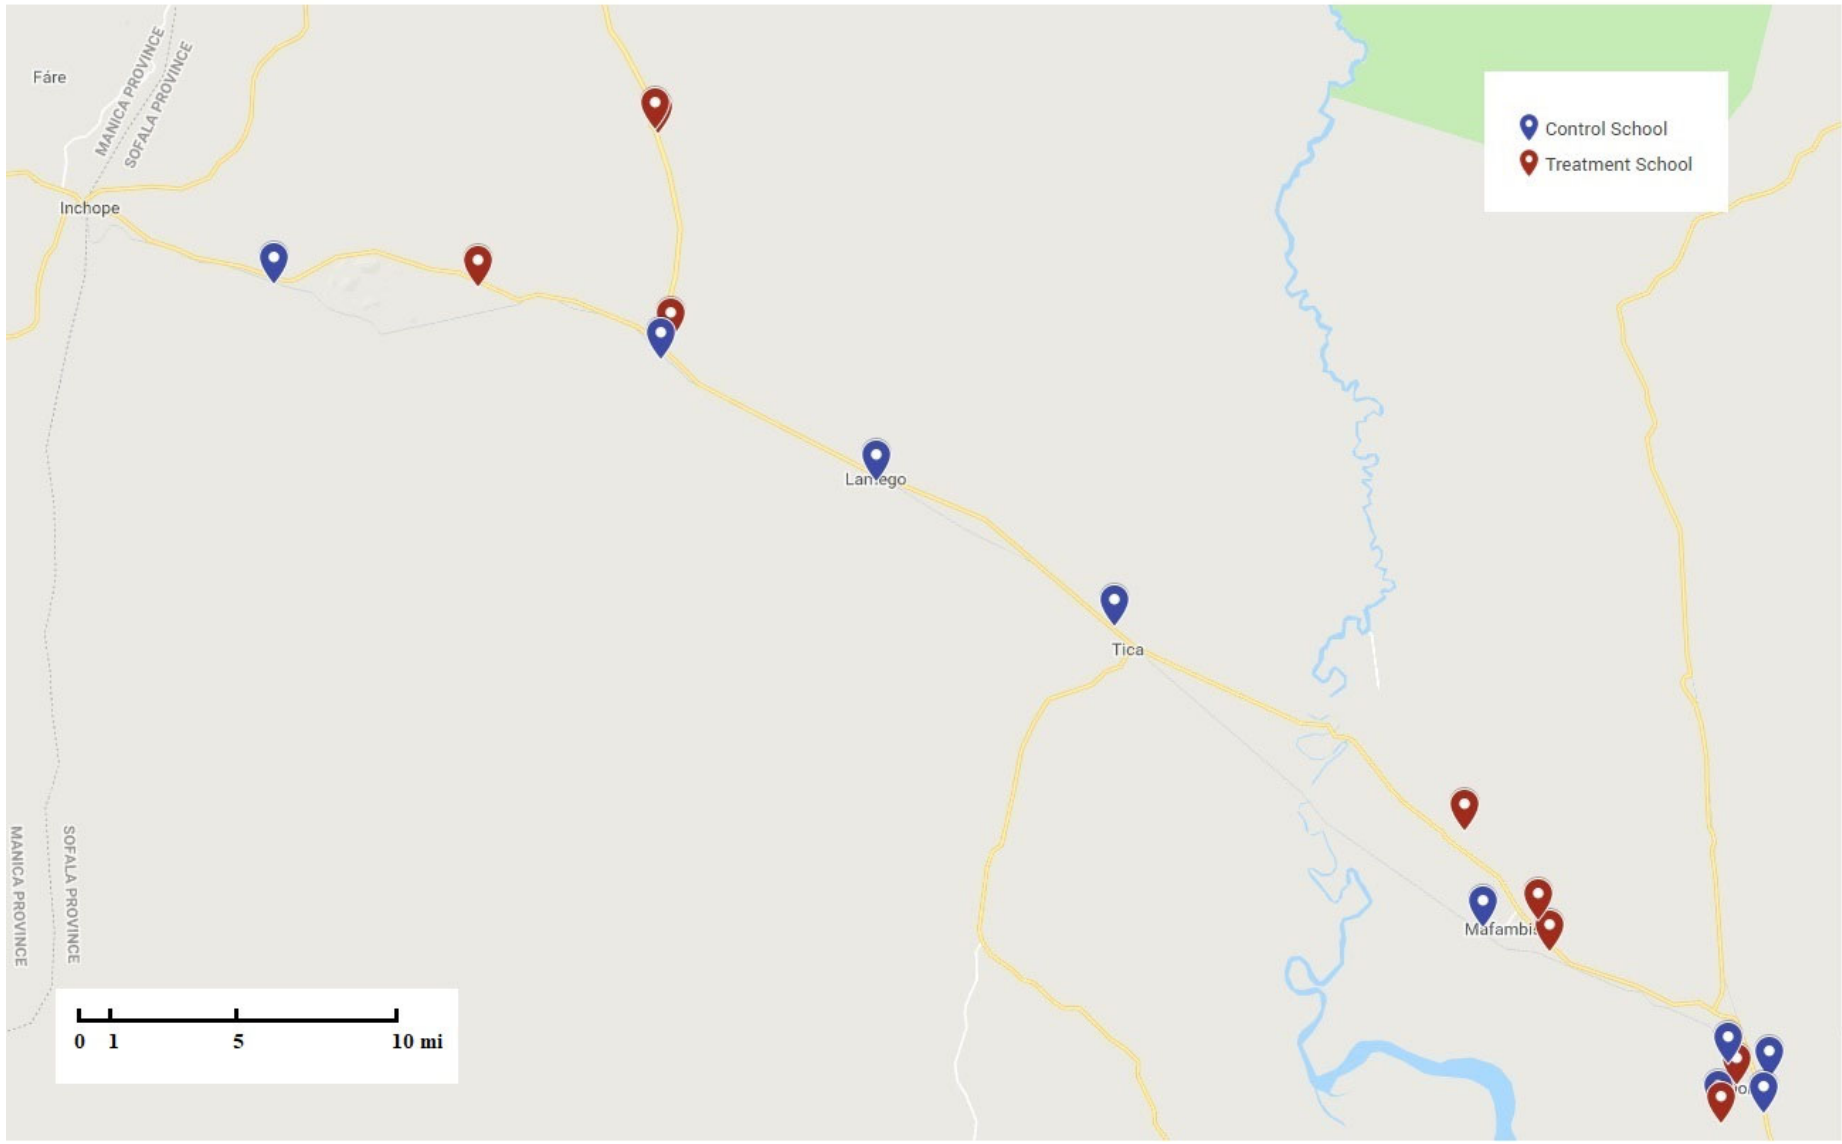 Fáre
MANICA PROVINCE
SOFALA PROVINCE
Control School
Treatment School
Inchope
Lamego
Tica
MANICA PROVINCE
SOFALA PROVINCE
0 1 5 10 mi